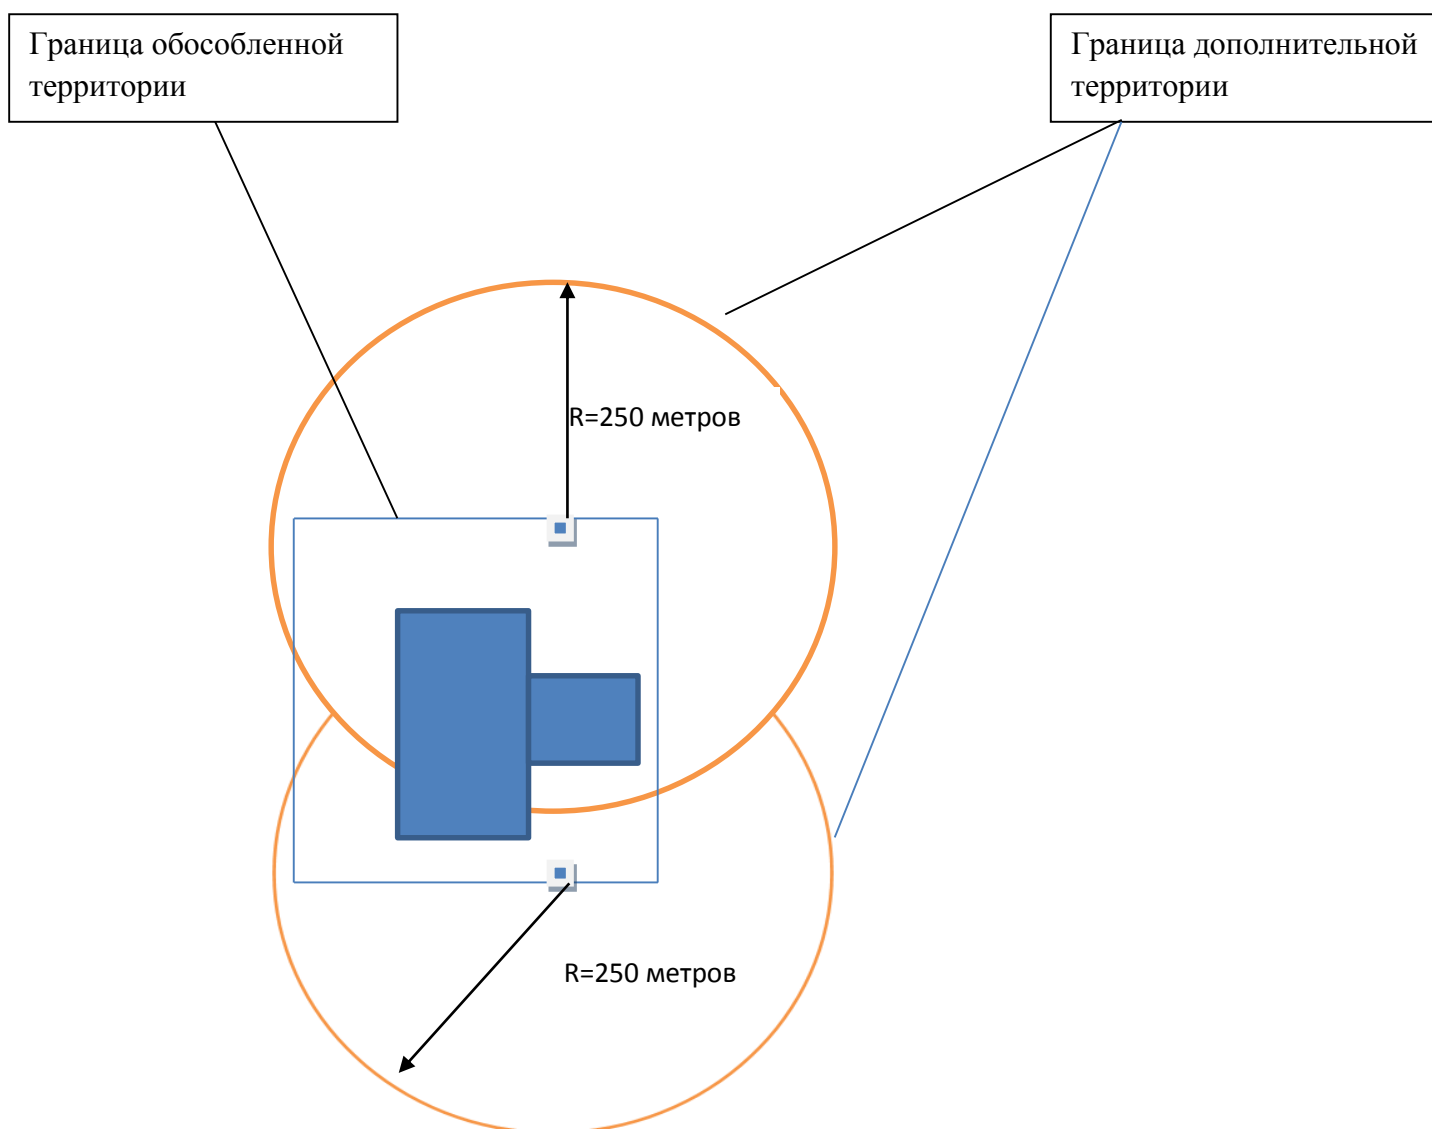 Граница обособленной
территории
Граница дополнительной
территории
R=250 метров
R=250 метров